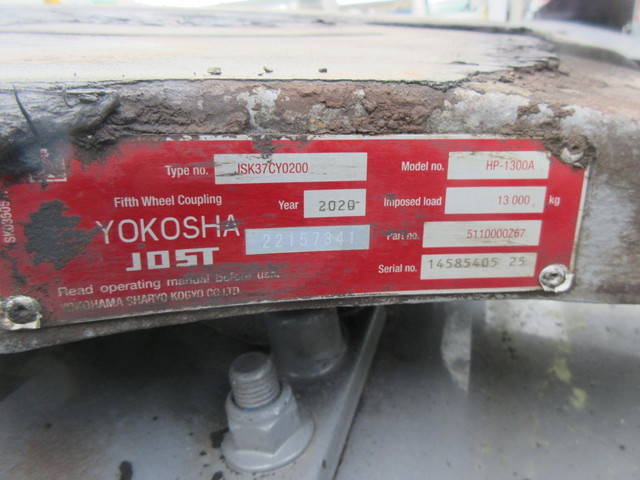 Type no. JSK37CY0200
Model no. HP-1300A
Fifth Wheel Coupling Year 2020
Imposed load 13 000 kg
YOKOSHA 22157341
Part no. 5110000Z67
JOST
Serial no. 14585405 25
Read operating manual before use.
YOKOHAMA SHARYO KOGYO CO.LTD.